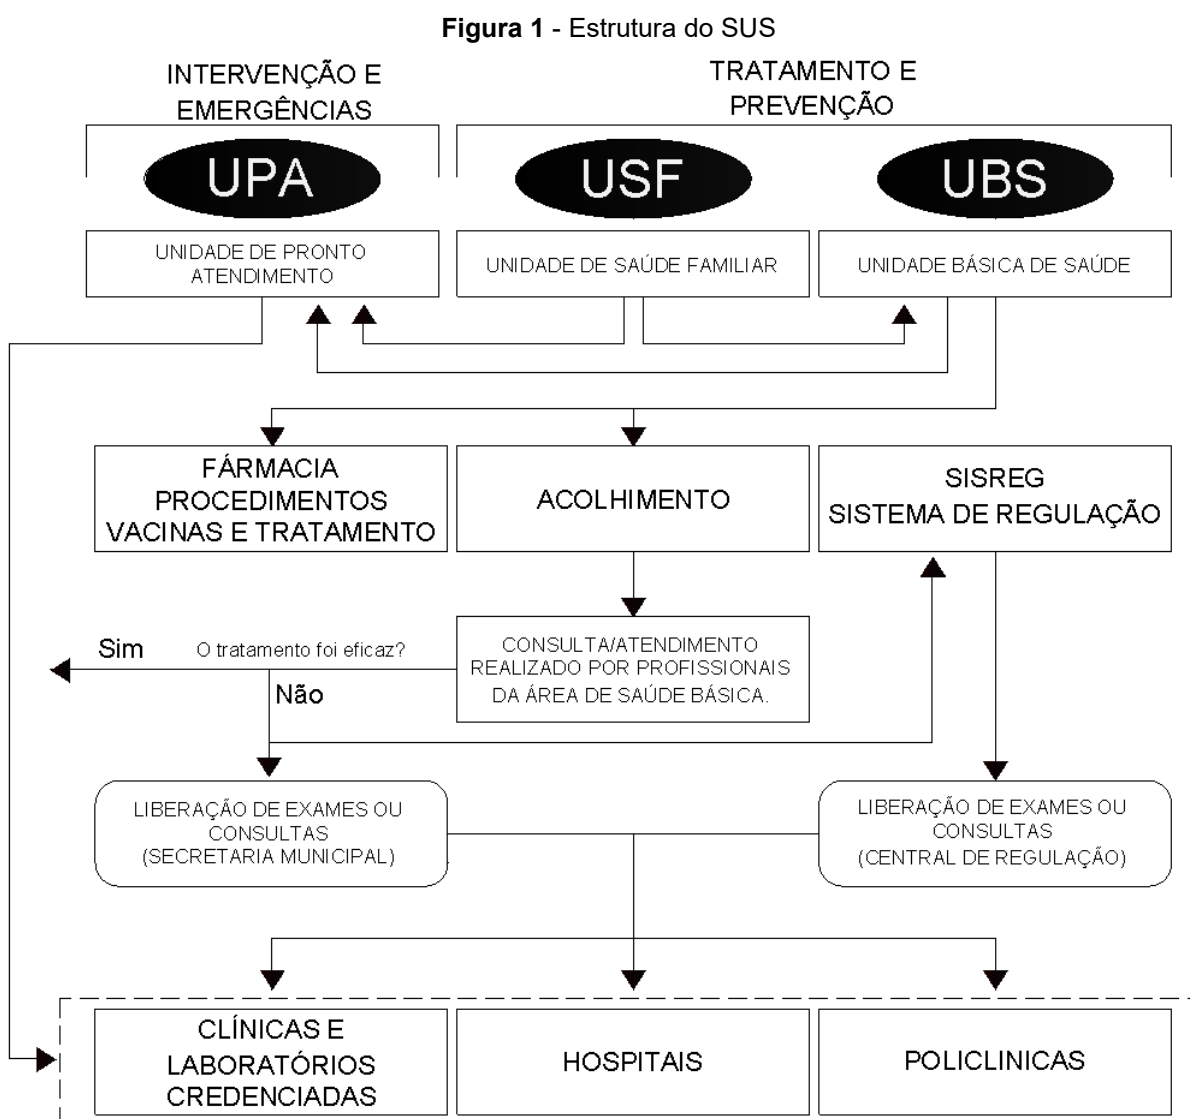 Figura 1 - Estrutura do SUS
INTERVENÇÃO E
EMERGÊNCIAS
TRATAMENTO E
PREVENÇÃO
UPA
USF
UBS
UNIDADE DE PRONTO
ATENDIMENTO
UNIDADE DE SAÚDE FAMILIAR
UNIDADE BÁSICA DE SAÚDE
FÁRMACIA
PROCEDIMENTOS
VACINAS E TRATAMENTO
ACOLHIMENTO
SISREG
SISTEMA DE REGULAÇÃO
Sim
O tratamento foi eficaz?
Não
CONSULTA/ATENDIMENTO
REALIZADO POR PROFISSIONAIS
DA ÁREA DE SAÚDE BÁSICA.
LIBERAÇÃO DE EXAMES OU
CONSULTAS
(SECRETARIA MUNICIPAL)
LIBERAÇÃO DE EXAMES OU
CONSULTAS
(CENTRAL DE REGULAÇÃO)
CLÍNICAS E
LABORATÓRIOS
CREDENCIADAS
HOSPITAIS
POLICLINICAS